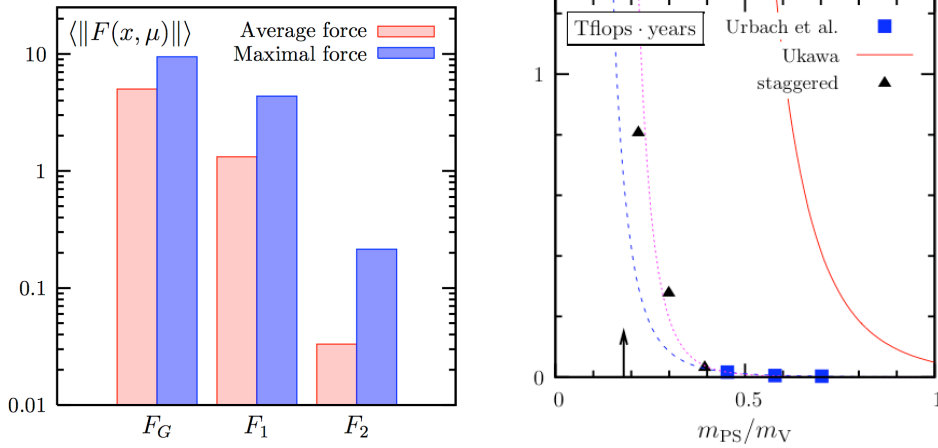 ⟨‖F(x, μ)‖⟩
Average force
Maximal force
10
1
0.1
0.01
F_G
F_1
F_2
Tflops · years
Urbach et al.
Ukawa
staggered
1
0
0
0.5
1
m_PS/m_V